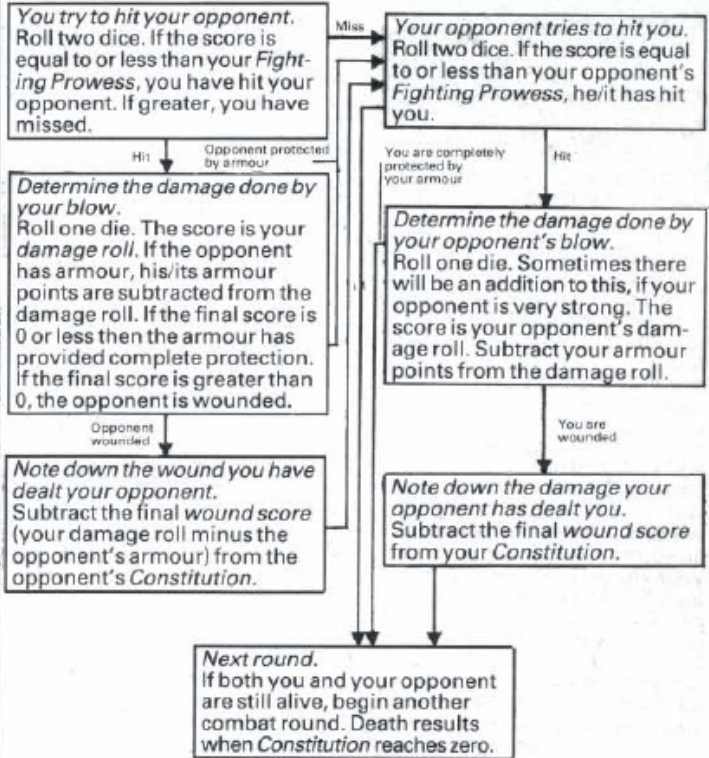 You try to hit your opponent.
Roll two dice. If the score is
equal to or less than your Fight-
ing Prowess, you have hit your
opponent. If greater, you have
missed.
Miss
Your opponent tries to hit you.
Roll two dice. If the score is equal
to or less than your opponent's
Fighting Prowess, he/it has hit
you.
Hit
Opponent protected
by armour
You are completely
protected by
your armour
Hit
Determine the damage done by
your blow.
Roll one die. The score is your
damage roll. If the opponent
has armour, his/its armour
points are subtracted from the
damage roll. If the final score is
0 or less then the armour has
provided complete protection.
If the final score is greater than
0, the opponent is wounded.
Determine the damage done by
your opponent's blow.
Roll one die. Sometimes there
will be an addition to this, if your
opponent is very strong. The
score is your opponent's dam-
age roll. Subtract your armour
points from the damage roll.
Opponent
wounded
You are
wounded
Note down the wound you have
dealt your opponent.
Subtract the final wound score
(your damage roll minus the
opponent's armour) from the
opponent's Constitution.
Note down the damage your
opponent has dealt you.
Subtract the final wound score
from your Constitution.
Next round.
If both you and your opponent
are still alive, begin another
combat round. Death results
when Constitution reaches zero.